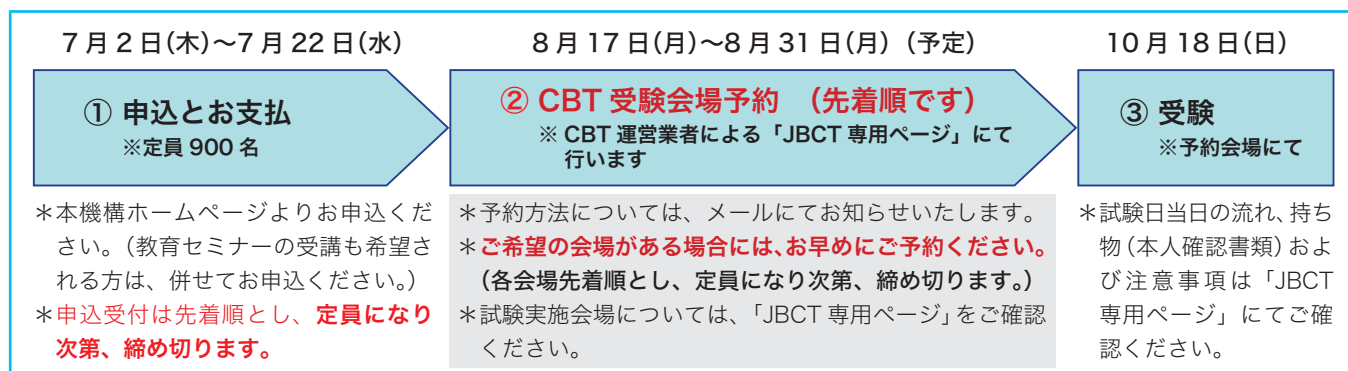 7月2日(木)～7月22日(水)
① 申込とお支払
※定員900名
＊本機構ホームページよりお申込くだ
さい。（教育セミナーの受講も希望さ
れる方は、併せてお申込ください。）
＊申込受付は先着順とし、定員になり
次第、締め切ります。
8月17日(月)～8月31日(月)（予定）
② CBT 受験会場予約　（先着順です）
※ CBT 運営業者による「JBCT 専用ページ」にて
行います
＊予約方法については、メールにてお知らせいたします。
＊ご希望の会場がある場合には、お早めにご予約ください。
（各会場先着順とし、定員になり次第、締め切ります。）
＊試験実施会場については、「JBCT 専用ページ」をご確認
ください。
10月18日(日)
③ 受験
※予約会場にて
＊試験日当日の流れ、持ち
物（本人確認書類）およ
び注意事項は「JBCT
専用ページ」にてご確
認ください。